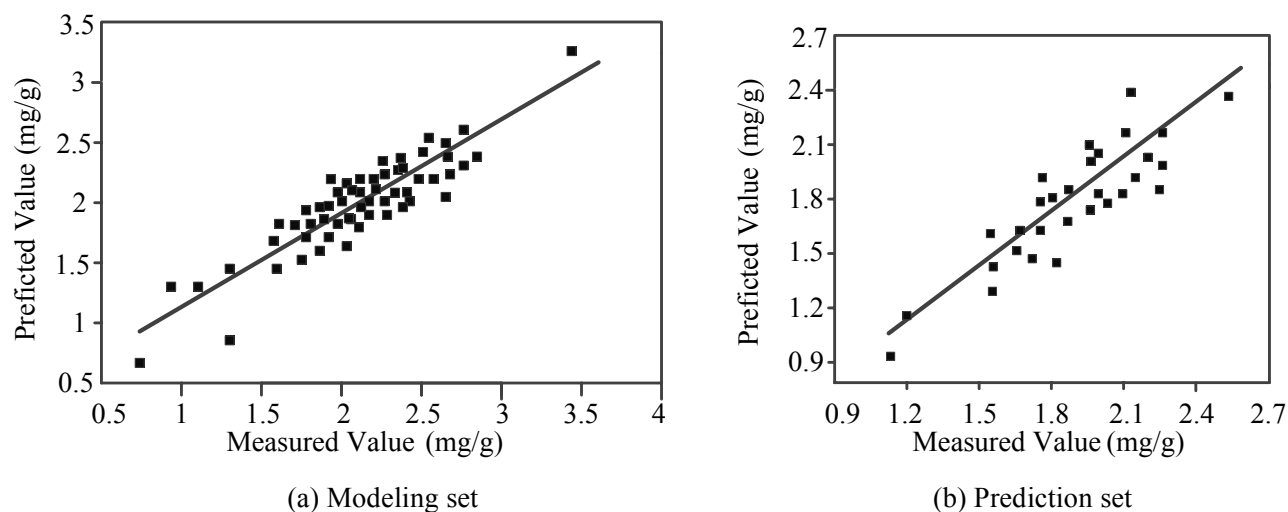 3.5
3
2.5
2
1.5
1
0.5
Preficted Value (mg/g)
0.5 1 1.5 2 2.5 3 3.5 4
Measured Value (mg/g)
(a) Modeling set
2.7
2.4
2.1
1.8
1.5
1.2
0.9
Preficted Value (mg/g)
0.9 1.2 1.5 1.8 2.1 2.4 2.7
Measured Value (mg/g)
(b) Prediction set